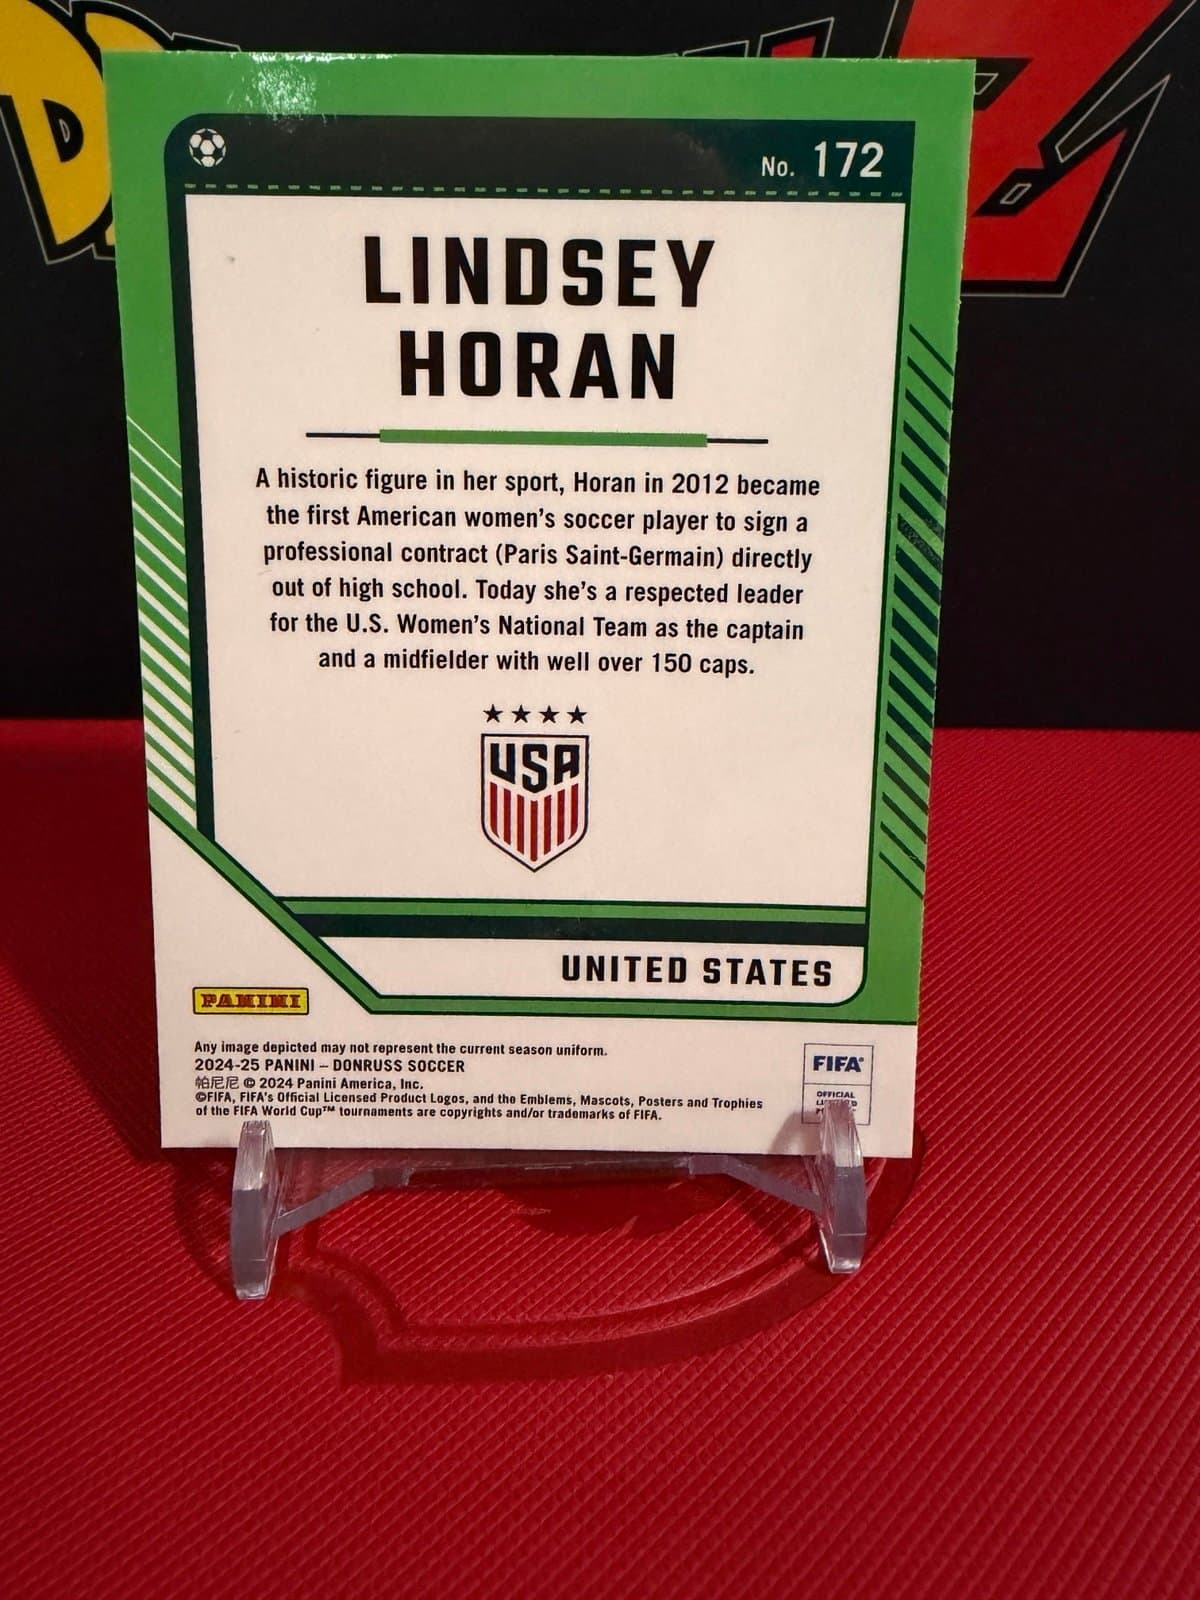 No. 172
LINDSEY
HORAN
A historic figure in her sport, Horan in 2012 became
the first American women's soccer player to sign a
professional contract (Paris Saint-Germain) directly
out of high school. Today she's a respected leader
for the U.S. Women's National Team as the captain
and a midfielder with well over 150 caps.
USA
UNITED STATES
PANINI
Any image depicted may not represent the current season uniform.
2024-25 PANINI – DONRUSS SOCCER
帕尼尼 © 2024 Panini America, Inc.
©FIFA, FIFA's Official Licensed Product Logos, and the Emblems, Mascots, Posters and Trophies
of the FIFA World Cup™ tournaments are copyrights and/or trademarks of FIFA.
FIFA®
OFFICIAL